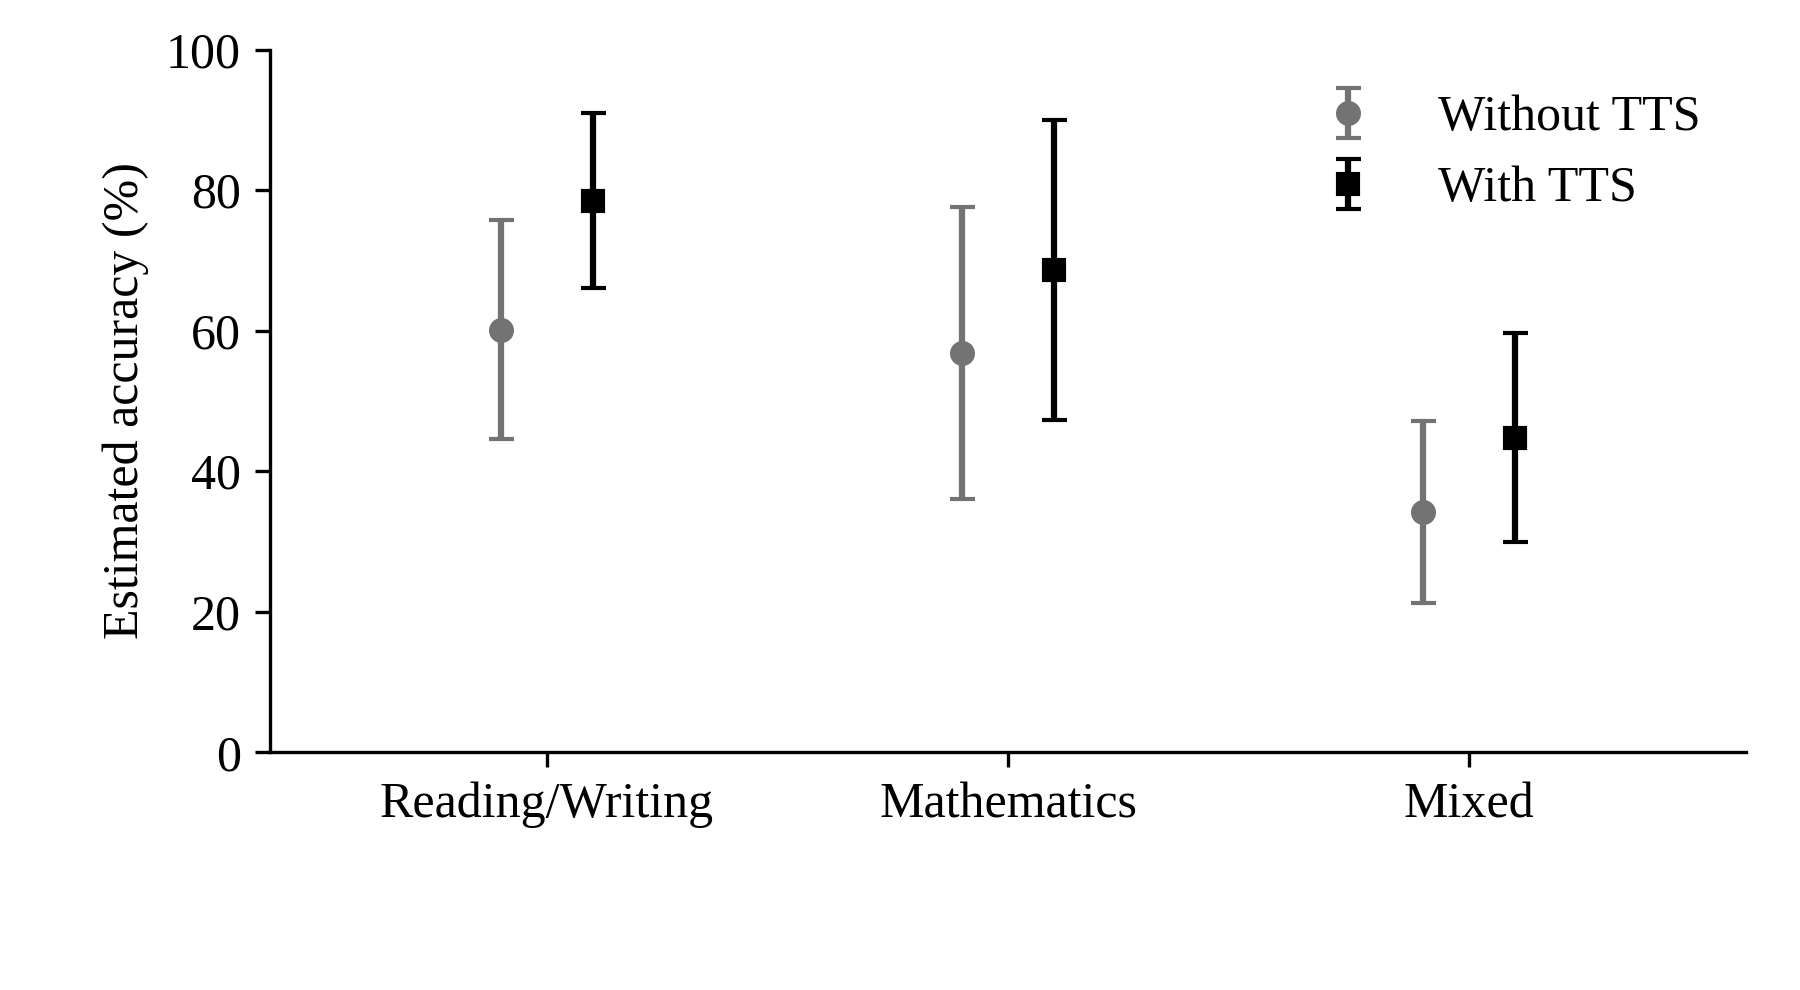 Estimated accuracy (%)
100
80
60
40
20
0
Without TTS
With TTS
Reading/Writing
Mathematics
Mixed